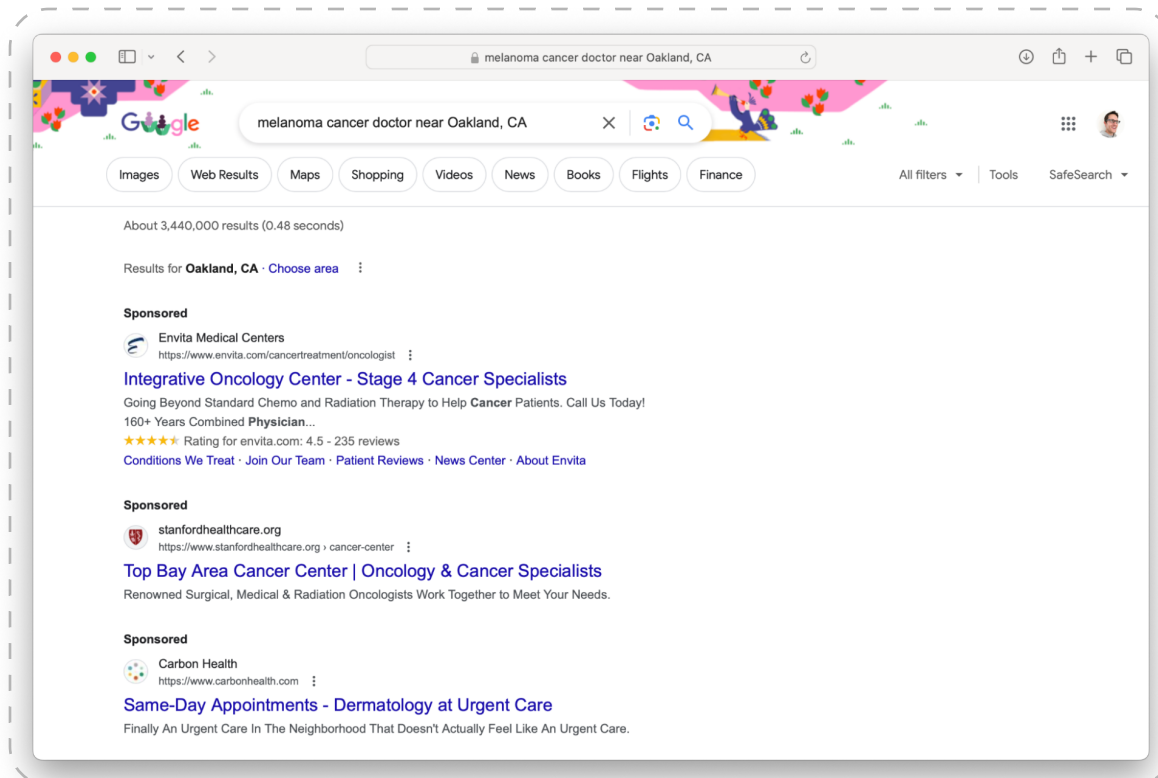 melanoma cancer doctor near Oakland, CA
Google
melanoma cancer doctor near Oakland, CA
Images
Web Results
Maps
Shopping
Videos
News
Books
Flights
Finance
All filters
Tools
SafeSearch
About 3,440,000 results (0.48 seconds)
Results for Oakland, CA · Choose area
Sponsored
Envita Medical Centers
https://www.envita.com/cancertreatment/oncologist
Integrative Oncology Center - Stage 4 Cancer Specialists
Going Beyond Standard Chemo and Radiation Therapy to Help Cancer Patients. Call Us Today!
160+ Years Combined Physician...
Rating for envita.com: 4.5 - 235 reviews
Conditions We Treat · Join Our Team · Patient Reviews · News Center · About Envita
Sponsored
stanfordhealthcare.org
https://www.stanfordhealthcare.org › cancer-center
Top Bay Area Cancer Center | Oncology & Cancer Specialists
Renowned Surgical, Medical & Radiation Oncologists Work Together to Meet Your Needs.
Sponsored
Carbon Health
https://www.carbonhealth.com
Same-Day Appointments - Dermatology at Urgent Care
Finally An Urgent Care In The Neighborhood That Doesn't Actually Feel Like An Urgent Care.